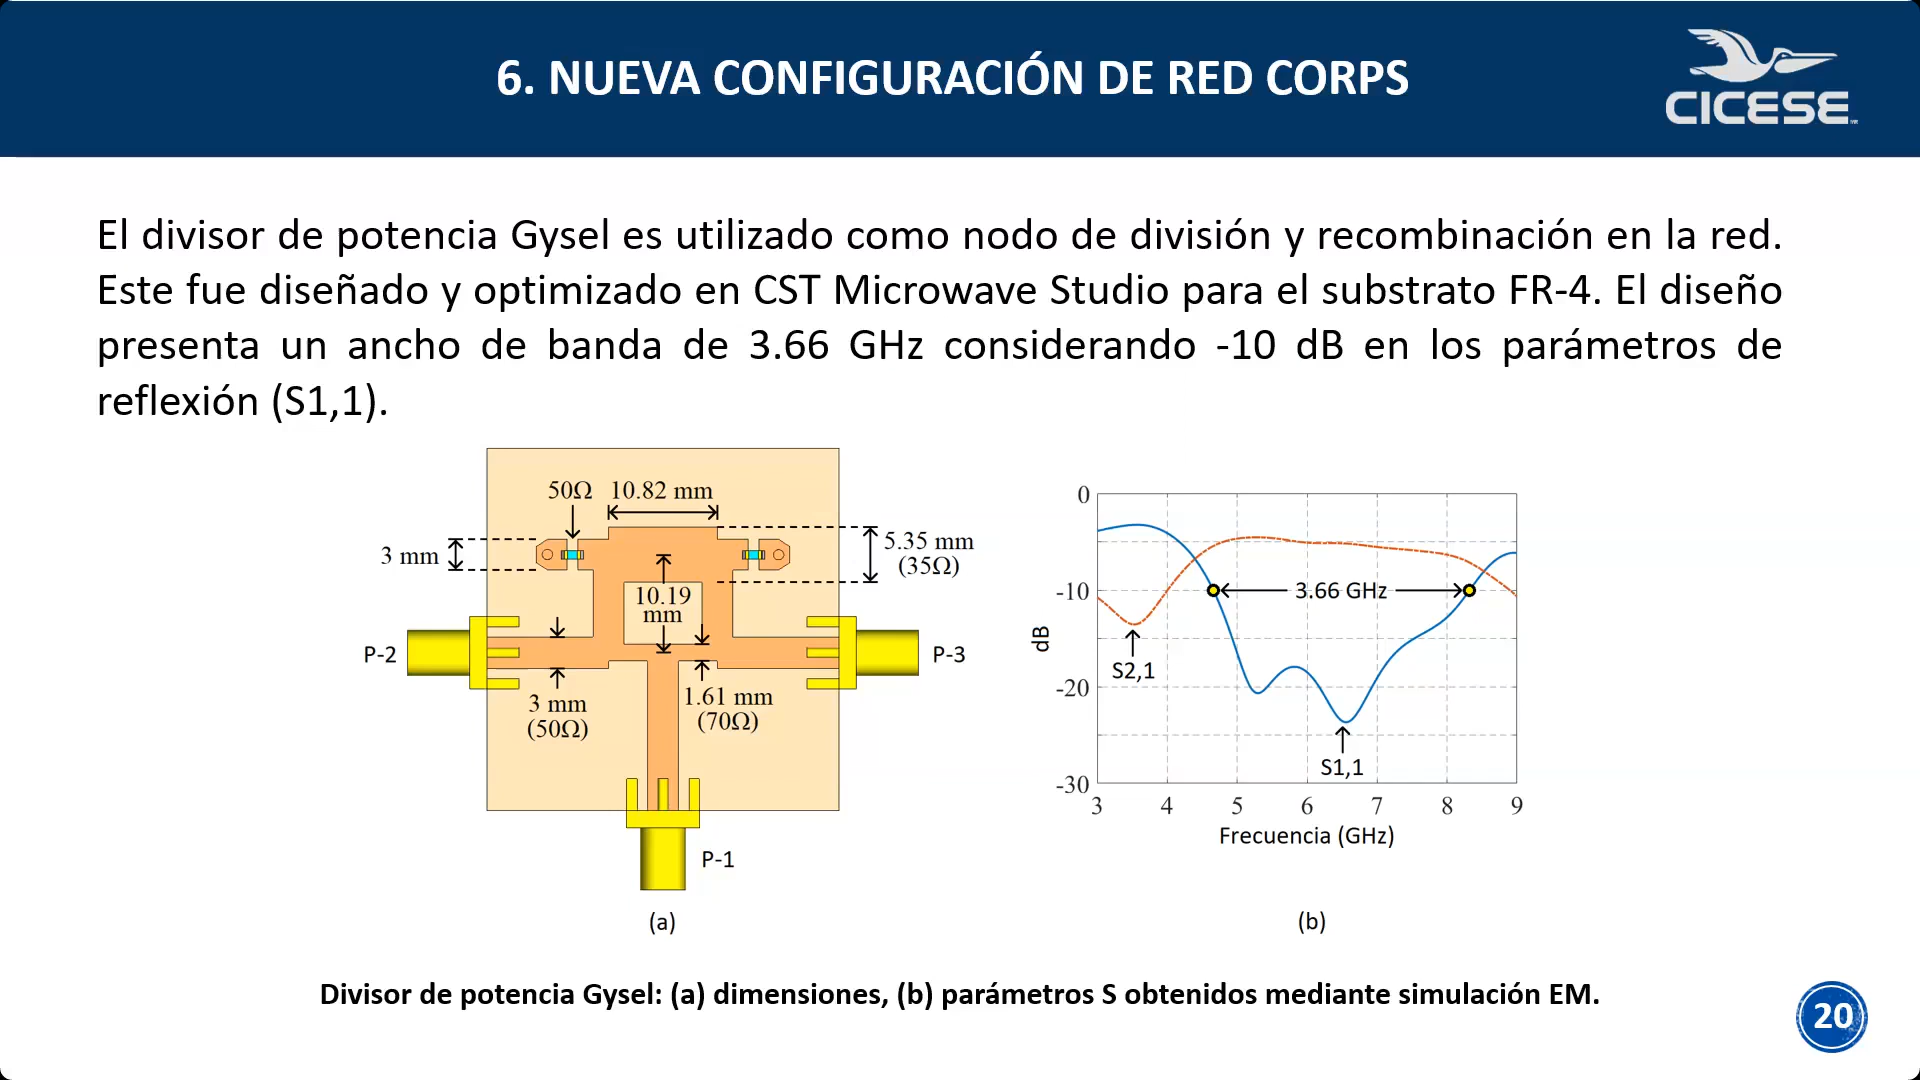 6. NUEVA CONFIGURACIÓN DE RED CORPS
CICESE
El divisor de potencia Gysel es utilizado como nodo de división y recombinación en la red.
Este fue diseñado y optimizado en CST Microwave Studio para el substrato FR-4. El diseño
presenta un ancho de banda de 3.66 GHz considerando -10 dB en los parámetros de
reflexión (S1,1).
50Ω 10.82 mm
3 mm
5.35 mm
(35Ω)
10.19
mm
P-2
P-3
3 mm
(50Ω)
1.61 mm
(70Ω)
P-1
(a)
0
-10
-20
-30
dB
3.66 GHz
S2,1
S1,1
3 4 5 6 7 8 9
Frecuencia (GHz)
(b)
Divisor de potencia Gysel: (a) dimensiones, (b) parámetros S obtenidos mediante simulación EM.
20